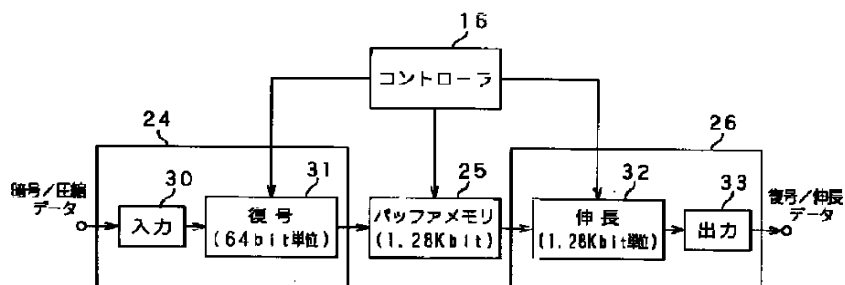 16
コントローラ
24
26
暗号/圧縮
データ
30
入力
31
復号
(64bit単位)
25
バッファメモリ
(1.28Kbit)
32
伸長
(1.28Kbit単位)
33
出力
復号/伸長
データ